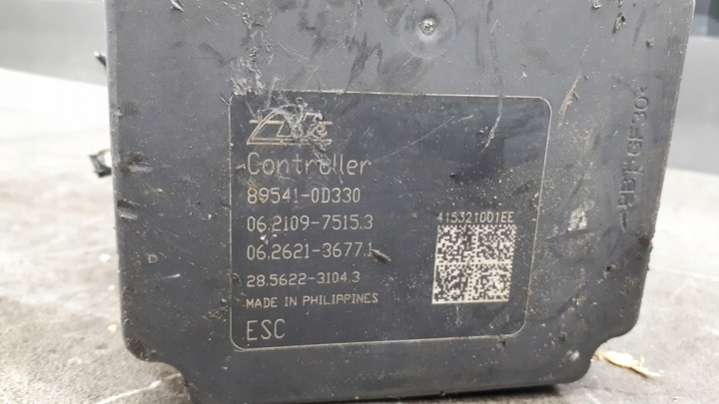 Controller
89541-0D330
06.2109-7515.3
06.2621-3677.1
28.5622-3104.3
MADE IN PHILIPPINES
ESC
415321001EE